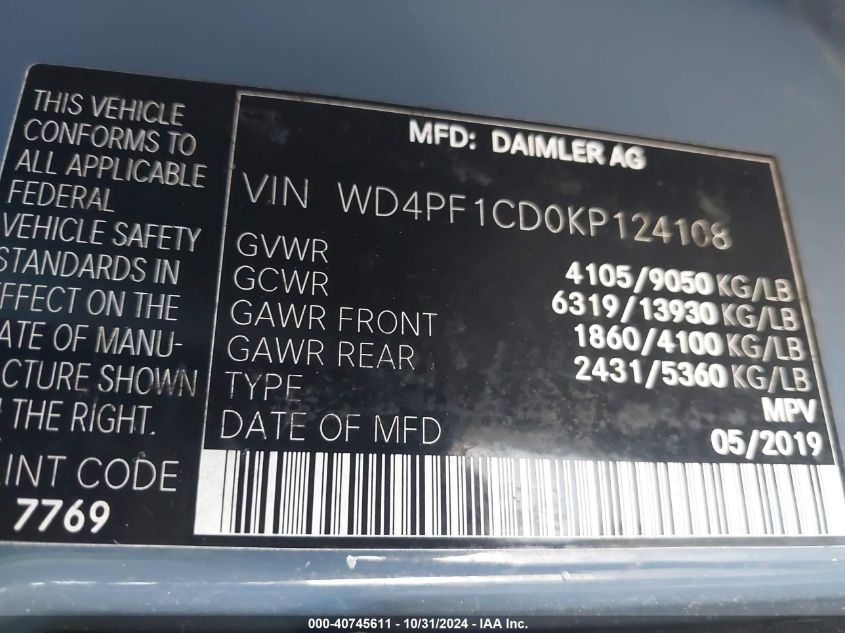 THIS VEHICLE
CONFORMS TO
ALL APPLICABLE
FEDERAL
VEHICLE SAFETY
STANDARDS IN
EFFECT ON THE
ATE OF MANU-
CTURE SHOWN
THE RIGHT.
INT CODE
7769
MFD: DAIMLER AG
VIN WD4PF1CD0KP124108
GVWR 4105/9050 KG/LB
GCWR 6319/13930 KG/LB
GAWR FRONT 1860/4100 KG/LB
GAWR REAR 2431/5360 KG/LB
TYPE MPV
DATE OF MFD 05/2019
000-40745611 - 10/31/2024 - IAA Inc.